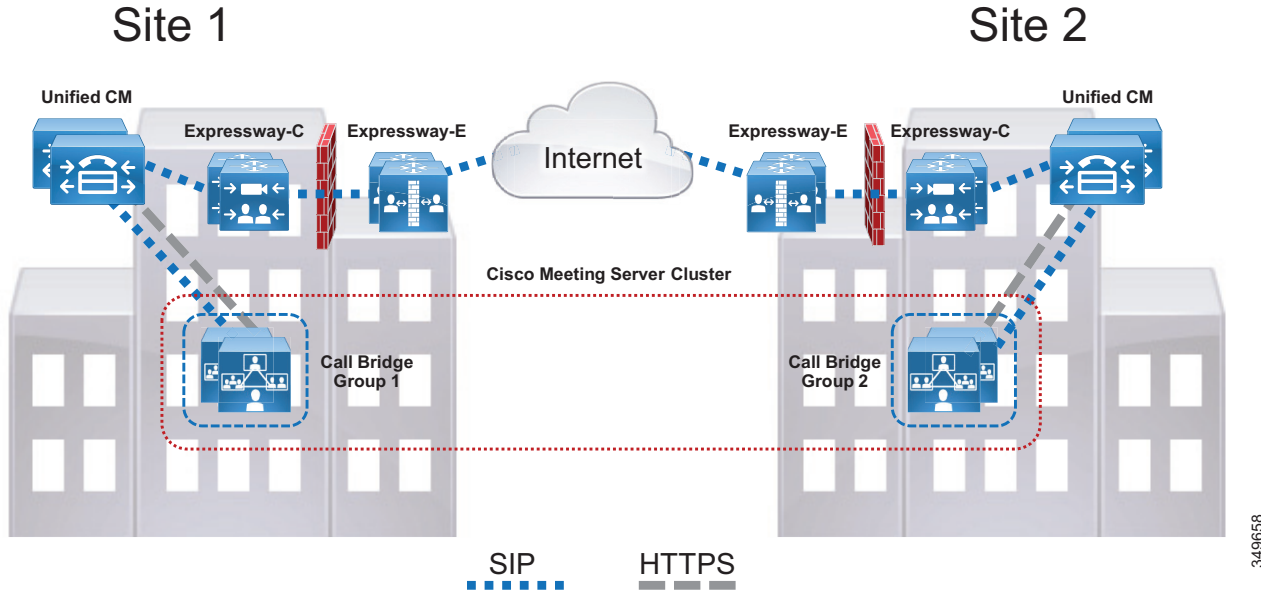 Site 1
Site 2
Unified CM
Expressway-C
Expressway-E
Internet
Expressway-E
Expressway-C
Unified CM
Cisco Meeting Server Cluster
Call Bridge
Group 1
Call Bridge
Group 2
SIP
HTTPS
349658